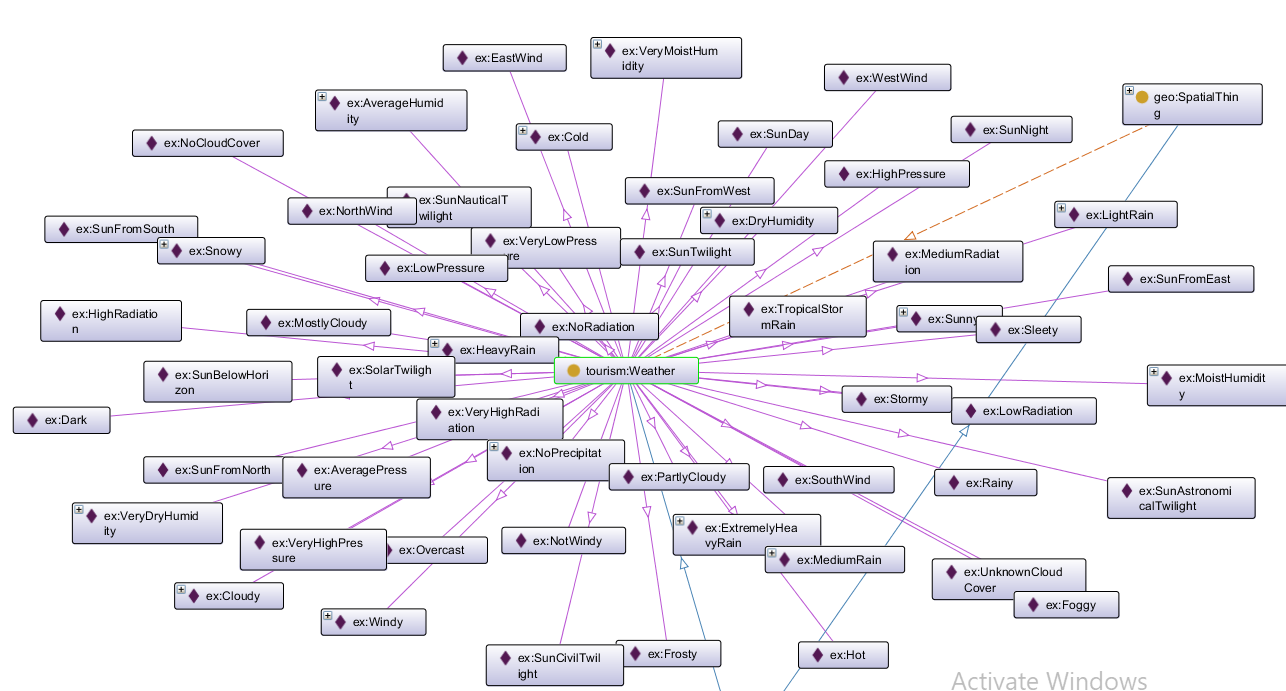 ex:EastWind
ex:VeryMoistHum
idity
ex:WestWind
geo:SpatialThin
g
ex:AverageHumid
ity
ex:Cold
ex:SunDay
ex:SunNight
ex:NoCloudCover
ex:HighPressure
ex:SunFromWest
ex:SunNauticalT
wilight
ex:NorthWind
ex:DryHumidity
ex:LightRain
ex:SunFromSouth
ex:Snowy
ex:VeryLowPress
ure
ex:SunTwilight
ex:MediumRadiat
ion
ex:LowPressure
ex:SunFromEast
ex:HighRadiatio
n
ex:MostlyCloudy
ex:NoRadiation
ex:TropicalStor
mRain
ex:Sunny
ex:Sleety
ex:HeavyRain
ex:SunBelowHori
zon
ex:SolarTwiligh
t
tourism:Weather
ex:MoistHumidit
y
ex:Stormy
ex:LowRadiation
ex:Dark
ex:VeryHighRadi
ation
ex:SunFromNorth
ex:AveragePress
ure
ex:NoPrecipitat
ion
ex:PartlyCloudy
ex:SouthWind
ex:Rainy
ex:SunAstronomi
calTwilight
ex:VeryDryHumid
ity
ex:VeryHighPres
sure
ex:Overcast
ex:NotWindy
ex:ExtremelyHea
vyRain
ex:MediumRain
ex:UnknownCloud
Cover
ex:Cloudy
ex:Foggy
ex:Windy
ex:SunCivilTwil
ight
ex:Frosty
ex:Hot
Activate Windows